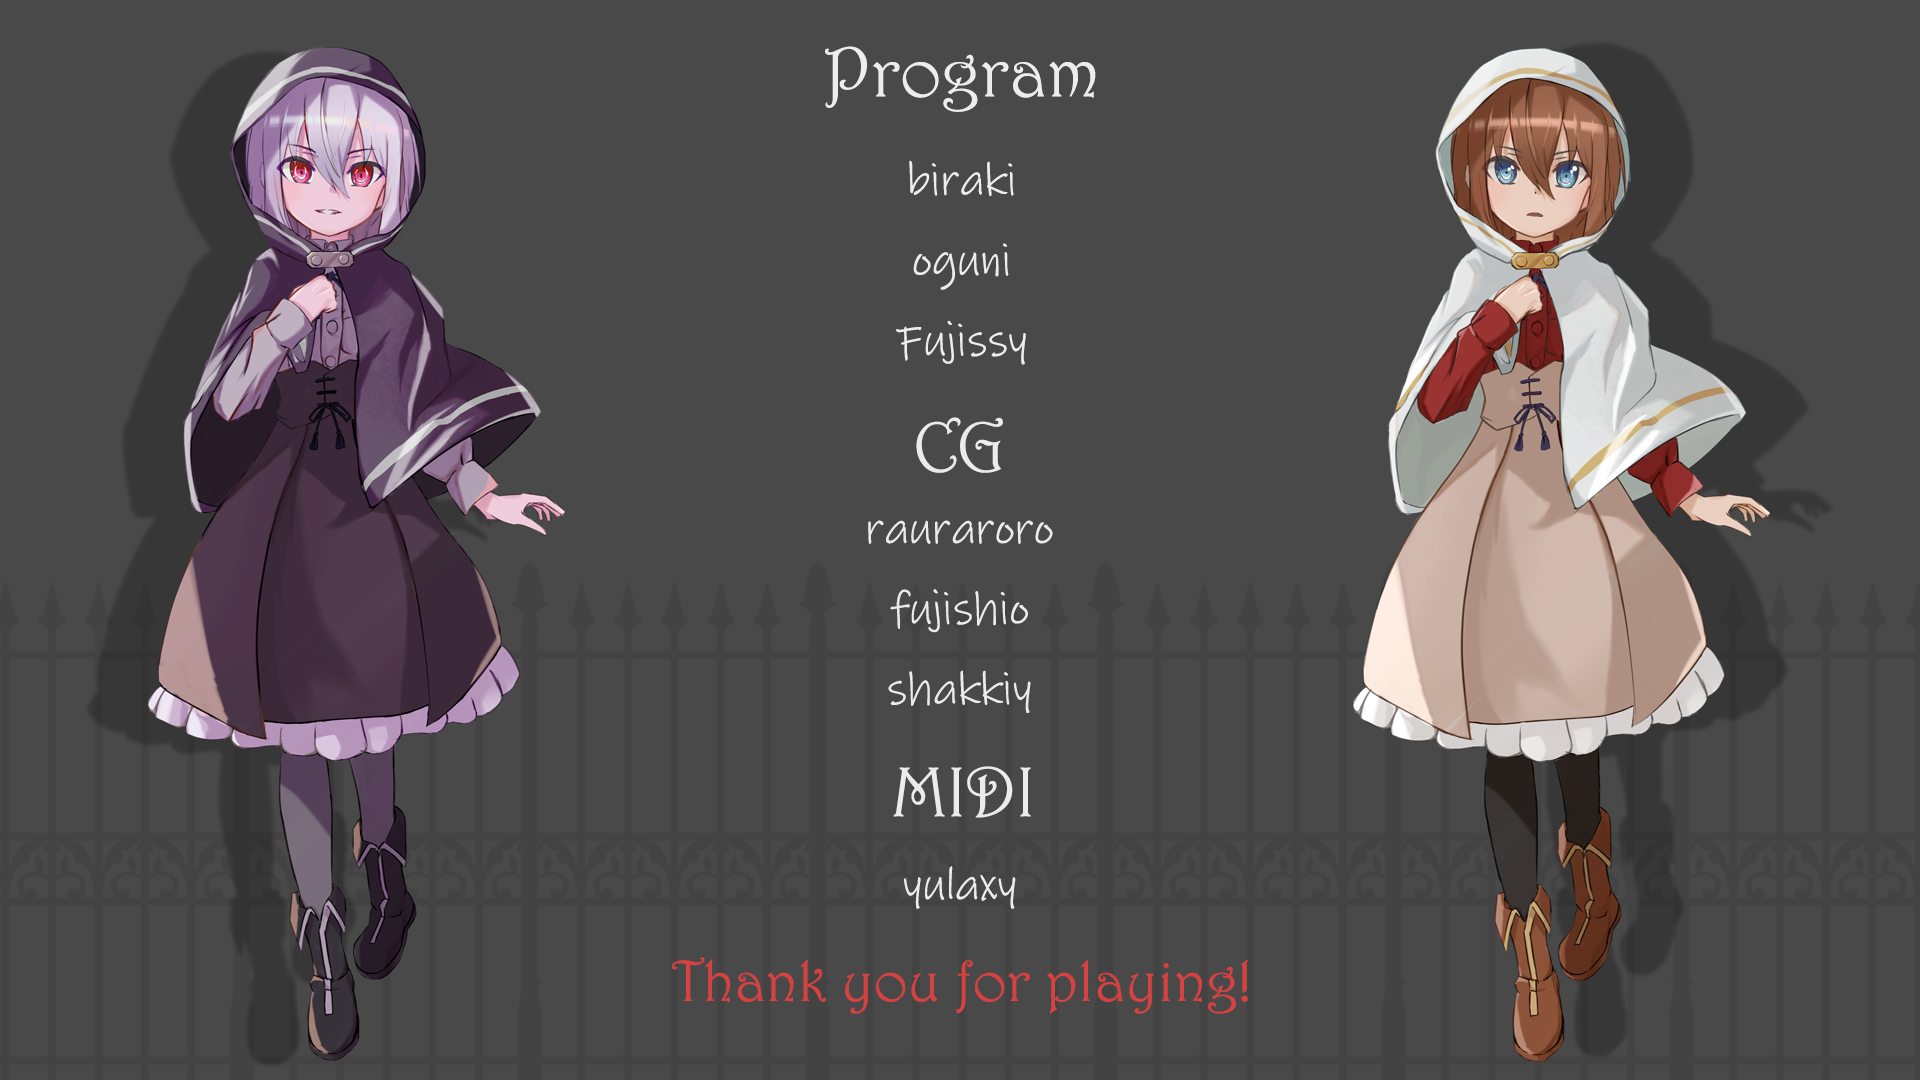 Program
biraki
oguni
Fujissy
CG
rauraroro
fujishio
shakkiy
MIDI
yulaxy
Thank you for playing!